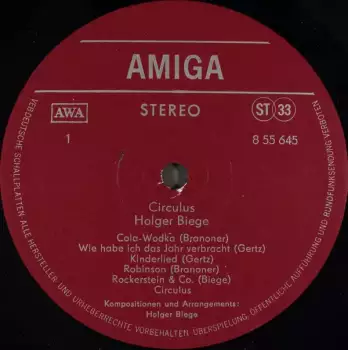 AMIGA
AWA
STEREO
ST 33
1
8 55 645
Circulus
Holger Biege
Cola-Wodka (Branoner)
Wie habe ich das Jahr verbracht (Gertz)
Kinderlied (Gertz)
Robinson (Branoner)
Rockerstein & Co. (Biege)
Circulus
Kompositionen und Arrangements:
Holger Biege
VEB DEUTSCHE SCHALLPLATTEN ALLE HERSTELLER- UND URHEBERRECHTE VORBEHALTEN ÜBERSPIELUNG, ÖFFENTLICHE AUFFÜHRUNG UND RUNDFUNKSENDUNG VERBOTEN